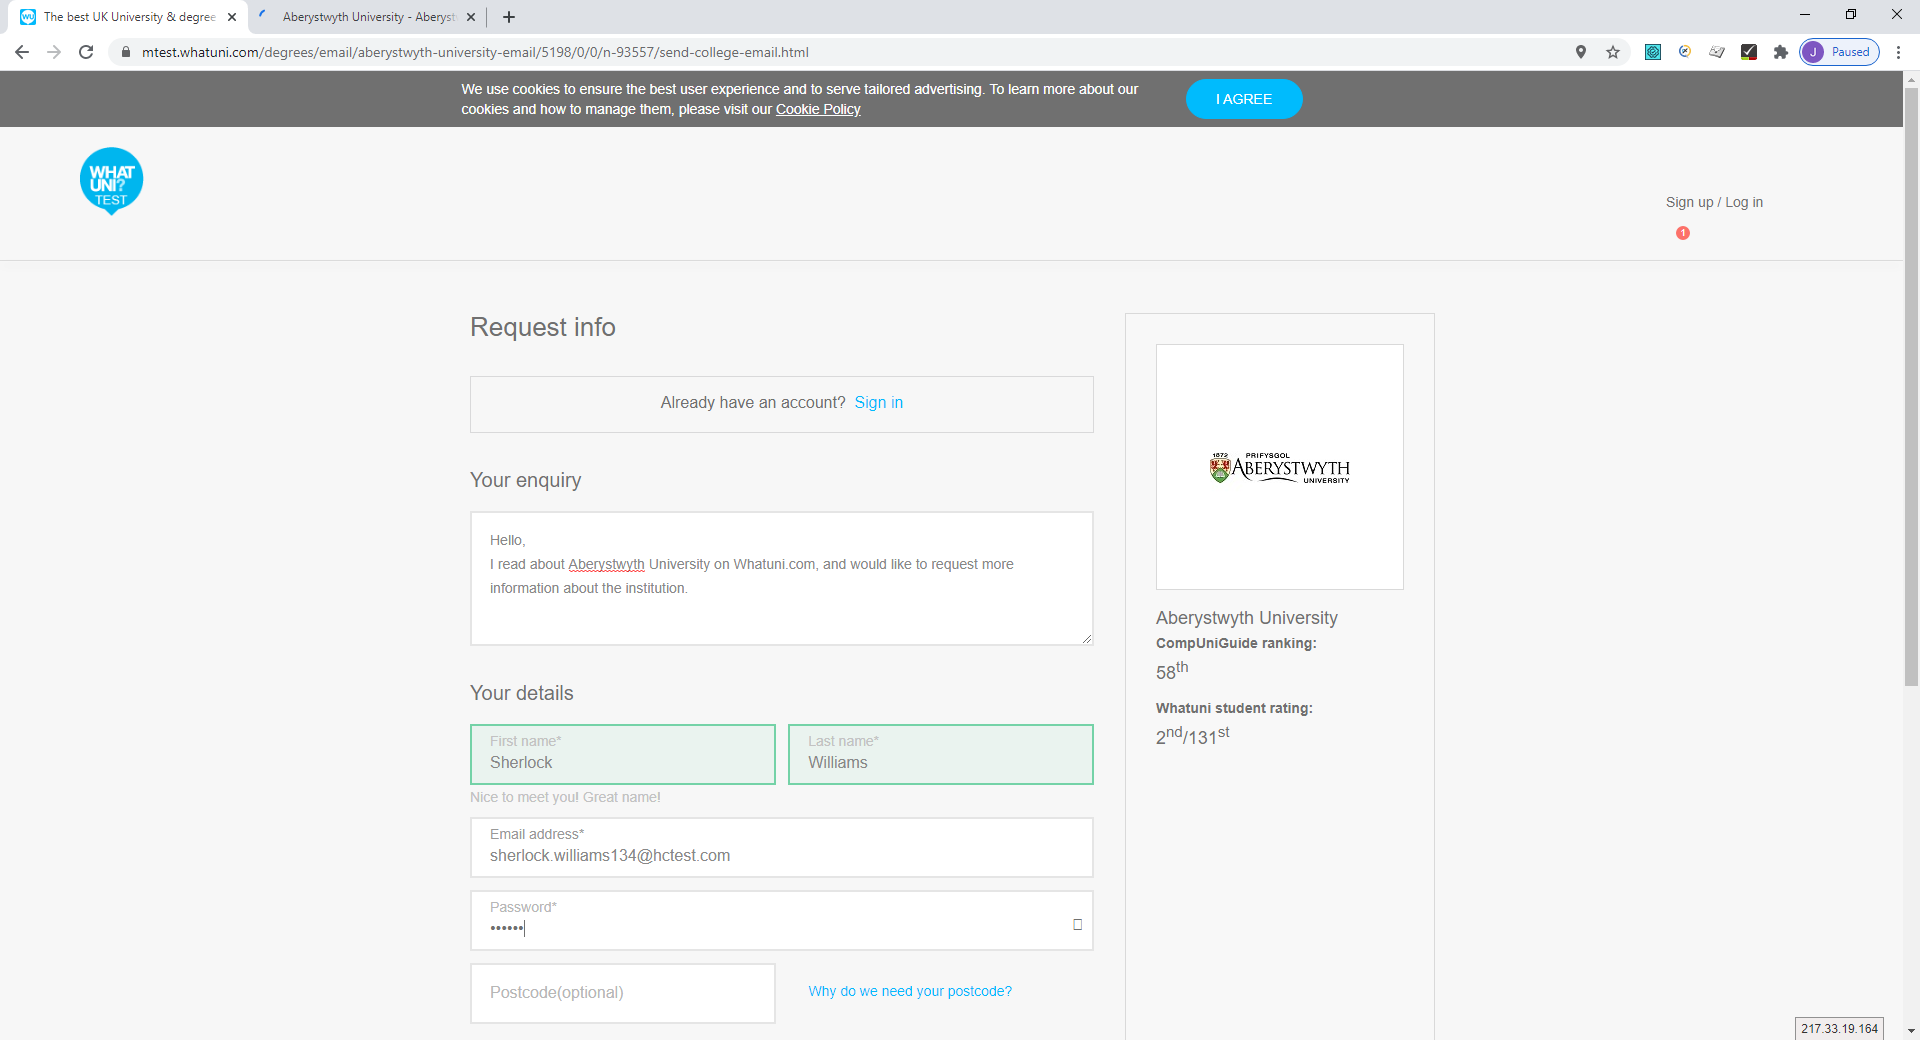 The best UK University & degree
Aberystwyth University - Aberyst
mtest.whatuni.com/degrees/email/aberystwyth-university-email/5198/0/0/n-93557/send-college-email.html
J Paused
We use cookies to ensure the best user experience and to serve tailored advertising. To learn more about our
cookies and how to manage them, please visit our Cookie Policy
I AGREE
WHAT
UNI?
TEST
Sign up / Log in
1
Request info
Already have an account? Sign in
Your enquiry
Hello,
I read about Aberystwyth University on Whatuni.com, and would like to request more
information about the institution.
Your details
First name*
Sherlock
Last name*
Williams
Nice to meet you! Great name!
Email address*
sherlock.williams134@hctest.com
Password*
••••••
Postcode(optional)
Why do we need your postcode?
1872 PRIFYSGOL
ABERYSTWYTH
UNIVERSITY
Aberystwyth University
CompUniGuide ranking:
58th
Whatuni student rating:
2nd/131st
217.33.19.164